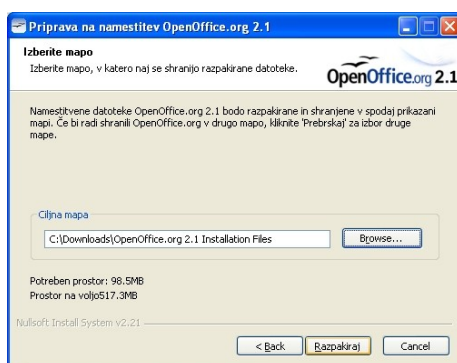 Priprava na namestitev OpenOffice.org 2.1
Izberite mapo
Izberite mapo, v katero naj se shranijo razpakirane datoteke.
OpenOffice.org 2.1
Namestitvene datoteke OpenOffice.org 2.1 bodo razpakirane in shranjene v spodaj prikazani
mapi. Če bi radi shranili OpenOffice.org v drugo mapo, kliknite 'Prebrskaj' za izbor druge
mape.
Ciljna mapa
C:\Downloads\OpenOffice.org 2.1 Installation Files
Browse...
Potreben prostor: 98.5MB
Prostor na voljo517.3MB
Nullsoft Install System v2.21
< Back
Razpakiraj
Cancel